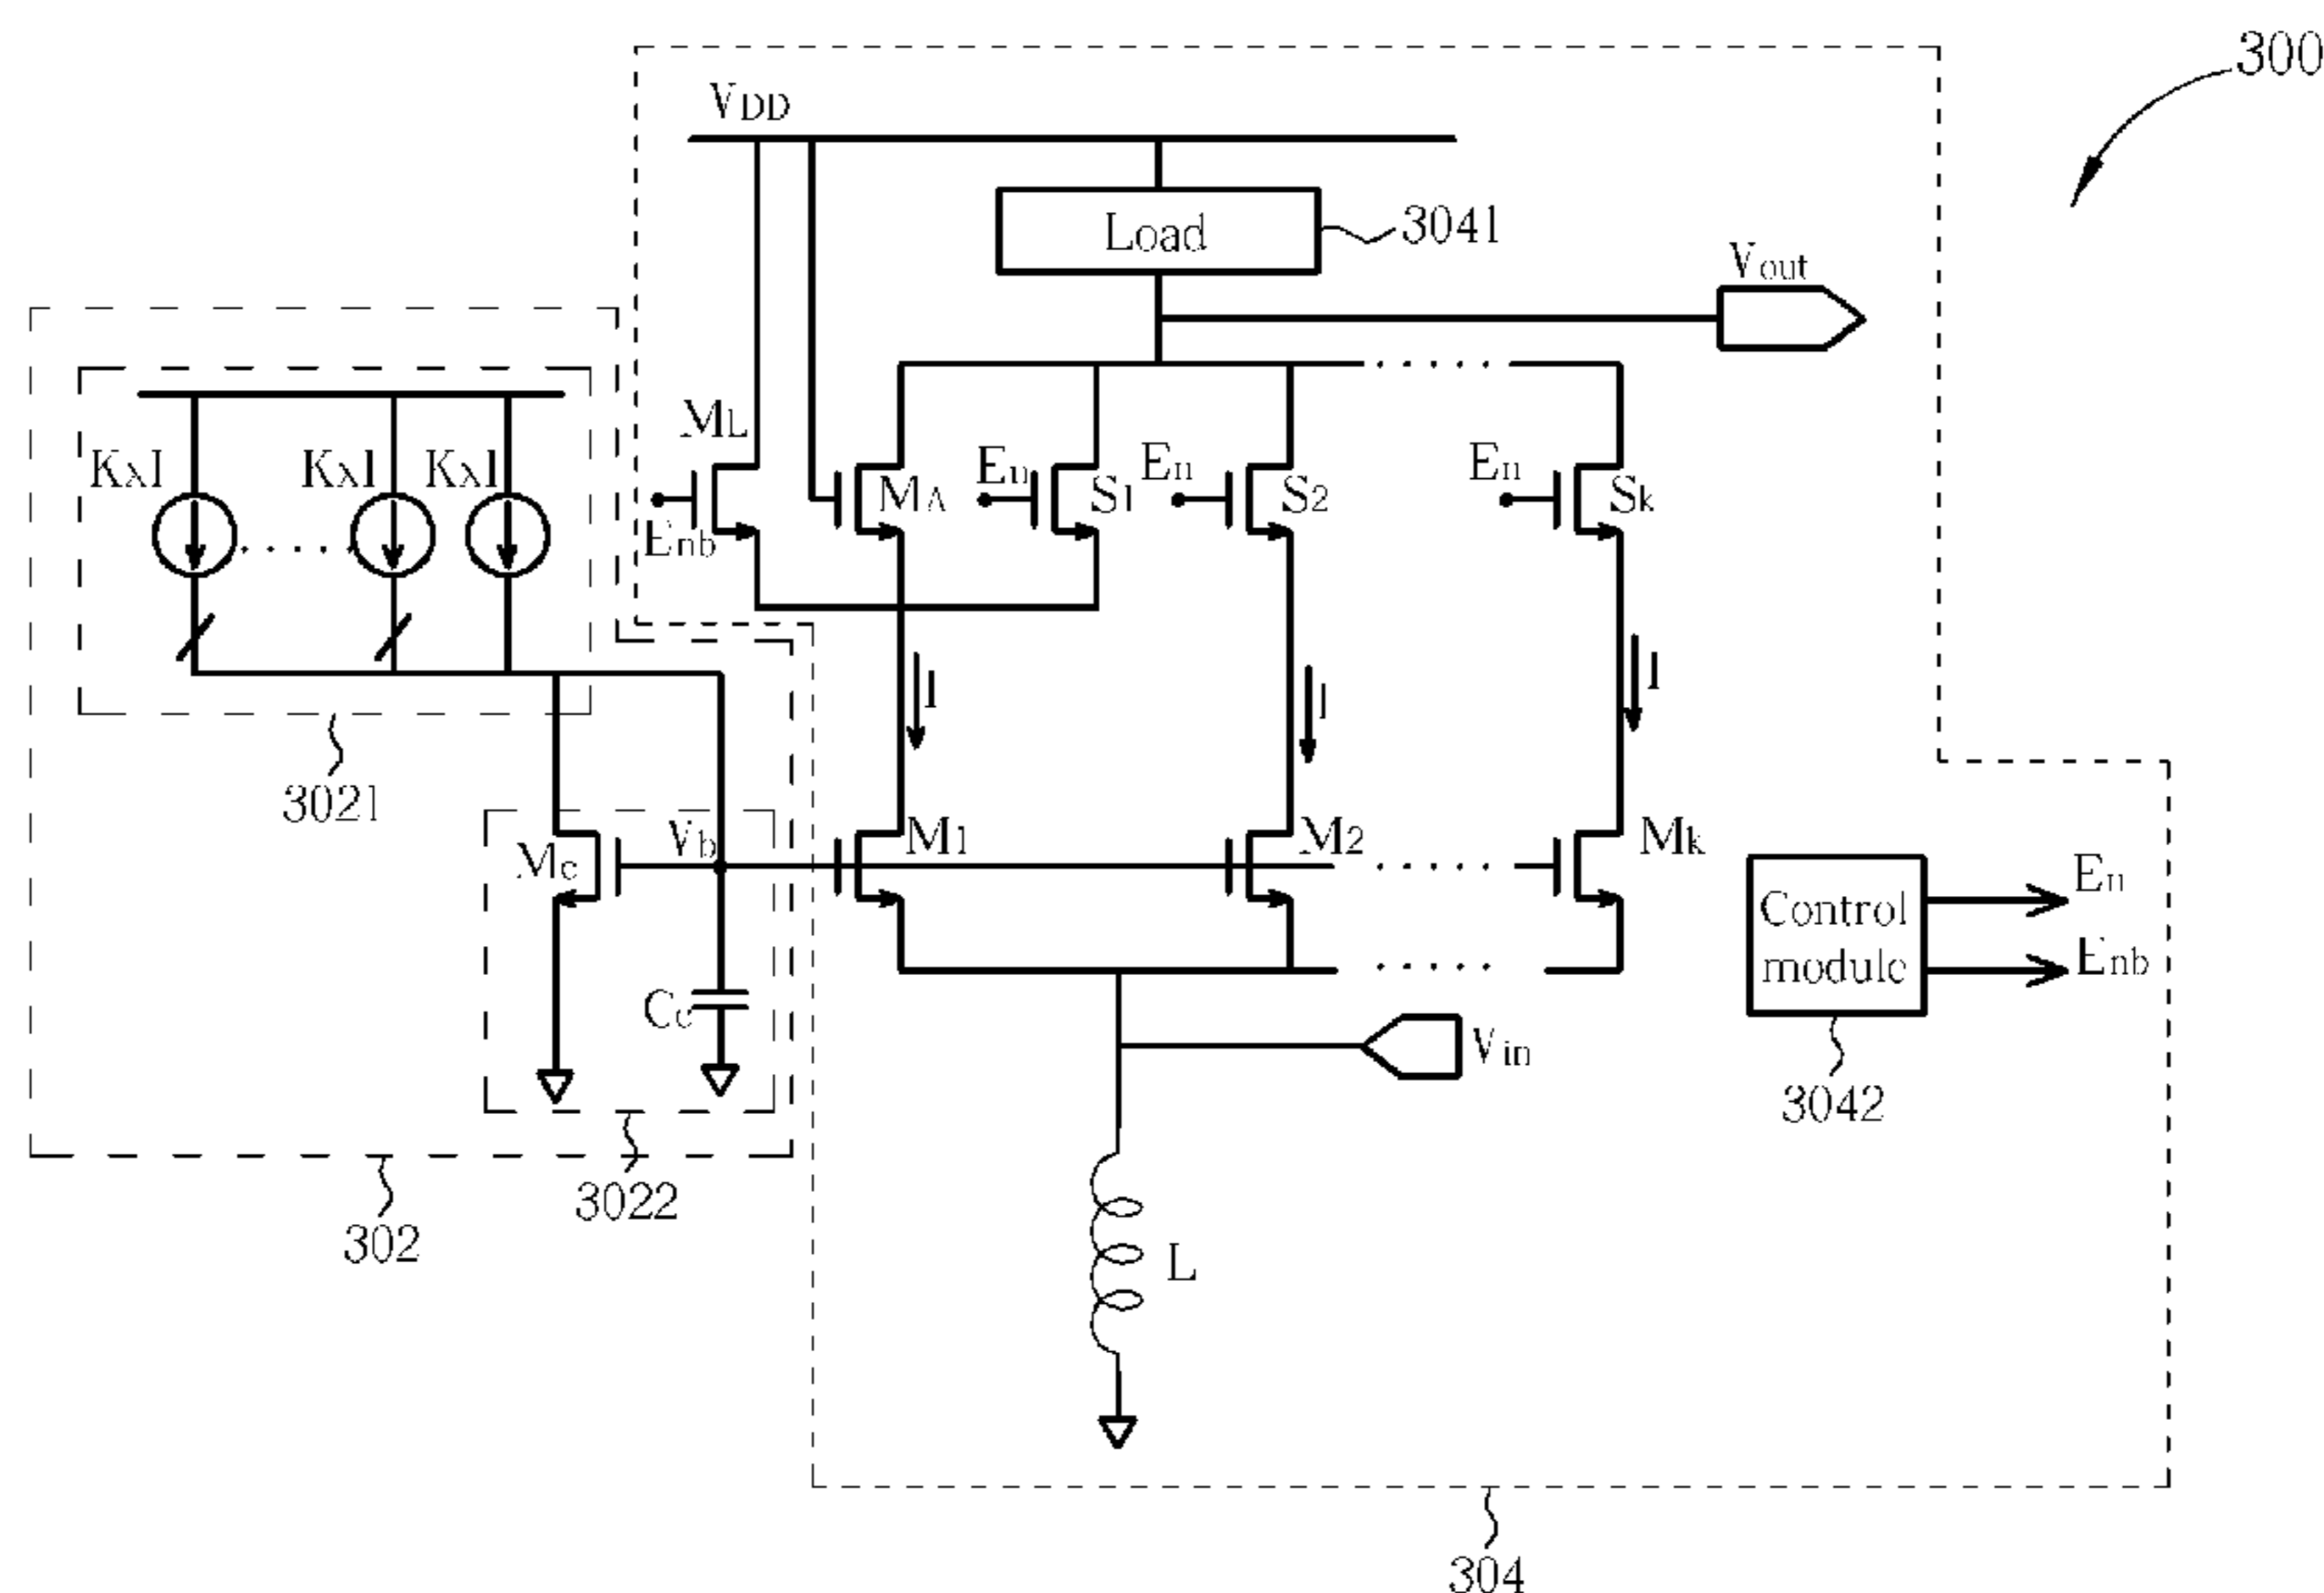 300
VDD
Load
3041
Vout
ML
KxI
KxI
KxI
En
En
En
MA
S1
S2
Sk
Enb
I
I
I
3021
Mc
Vb
M1
M2
Mk
Control
module
En
Enb
Cc
Vin
3042
3022
302
L
304